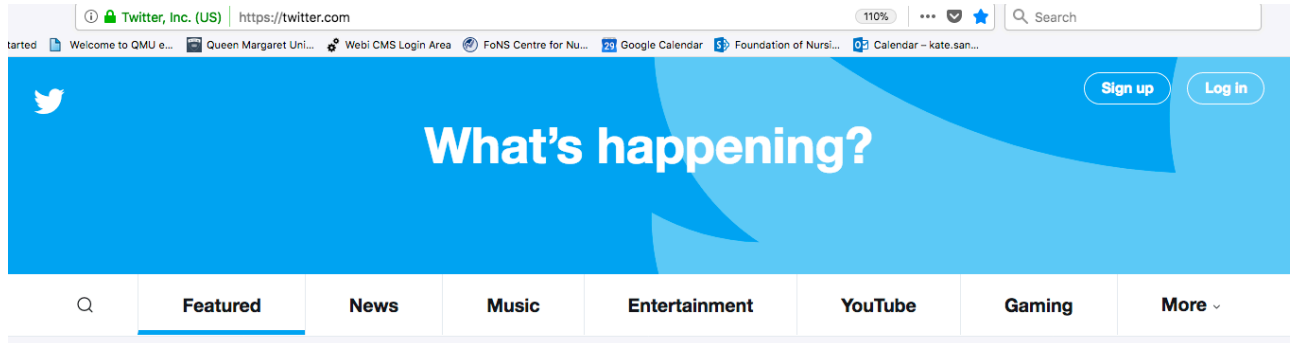 Twitter, Inc. (US) https://twitter.com 110% Search
tarted Welcome to QMU e... Queen Margaret Uni... Webi CMS Login Area FoNS Centre for Nu... 29 Google Calendar Foundation of Nursi... Calendar – kate.san...
Sign up Log in
What's happening?
Featured News Music Entertainment YouTube Gaming More